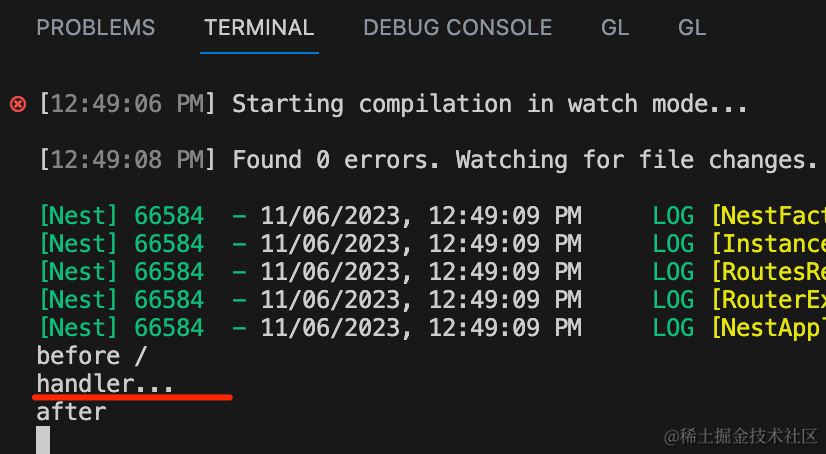 PROBLEMS TERMINAL DEBUG CONSOLE GL GL
[12:49:06 PM] Starting compilation in watch mode...
[12:49:08 PM] Found 0 errors. Watching for file changes.
[Nest] 66584 - 11/06/2023, 12:49:09 PM LOG [NestFact
[Nest] 66584 - 11/06/2023, 12:49:09 PM LOG [Instance
[Nest] 66584 - 11/06/2023, 12:49:09 PM LOG [RoutesRe
[Nest] 66584 - 11/06/2023, 12:49:09 PM LOG [RouterEx
[Nest] 66584 - 11/06/2023, 12:49:09 PM LOG [NestAppl
before /
handler...
after
@稀土掘金技术社区